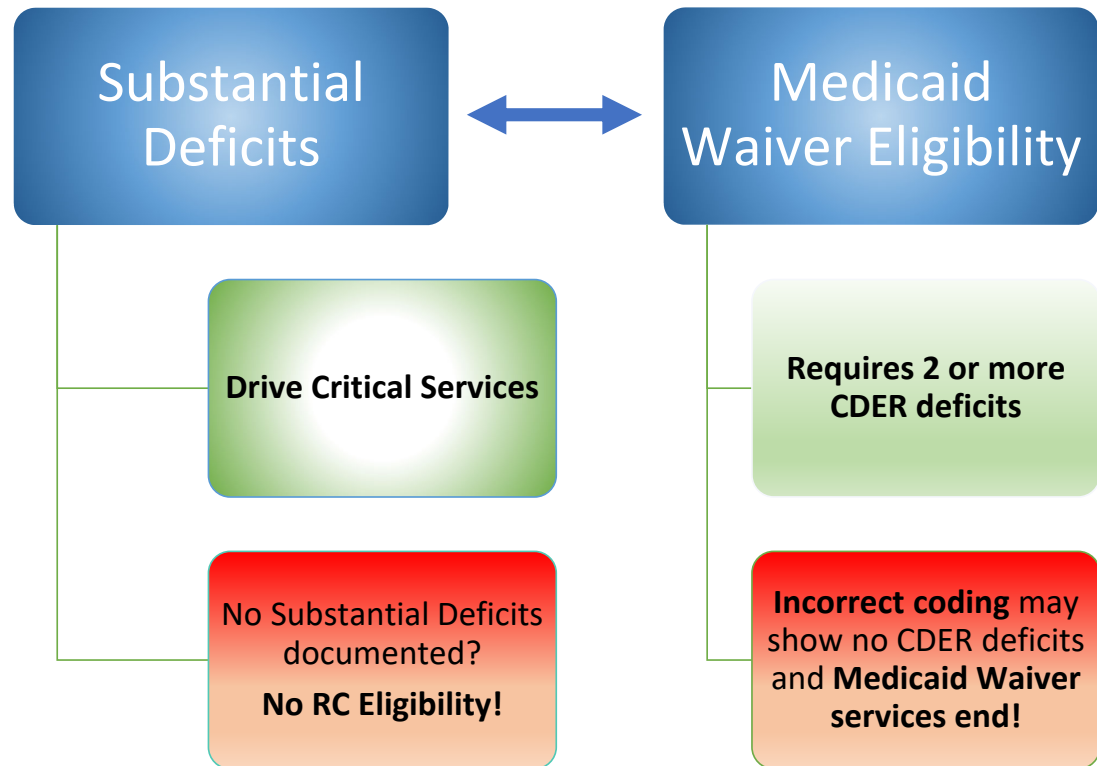 Substantial
Deficits
Medicaid
Waiver Eligibility
Drive Critical Services
Requires 2 or more
CDER deficits
No Substantial Deficits
documented?
No RC Eligibility!
Incorrect coding may
show no CDER deficits
and Medicaid Waiver
services end!